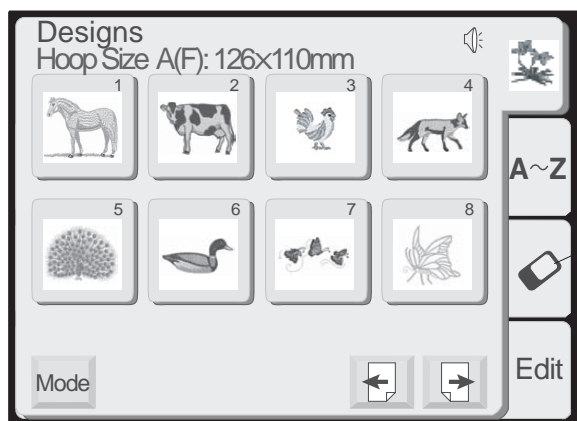 Designs
Hoop Size A(F): 126×110mm
1 2 3 4
A~Z
5 6 7 8
Mode
Edit